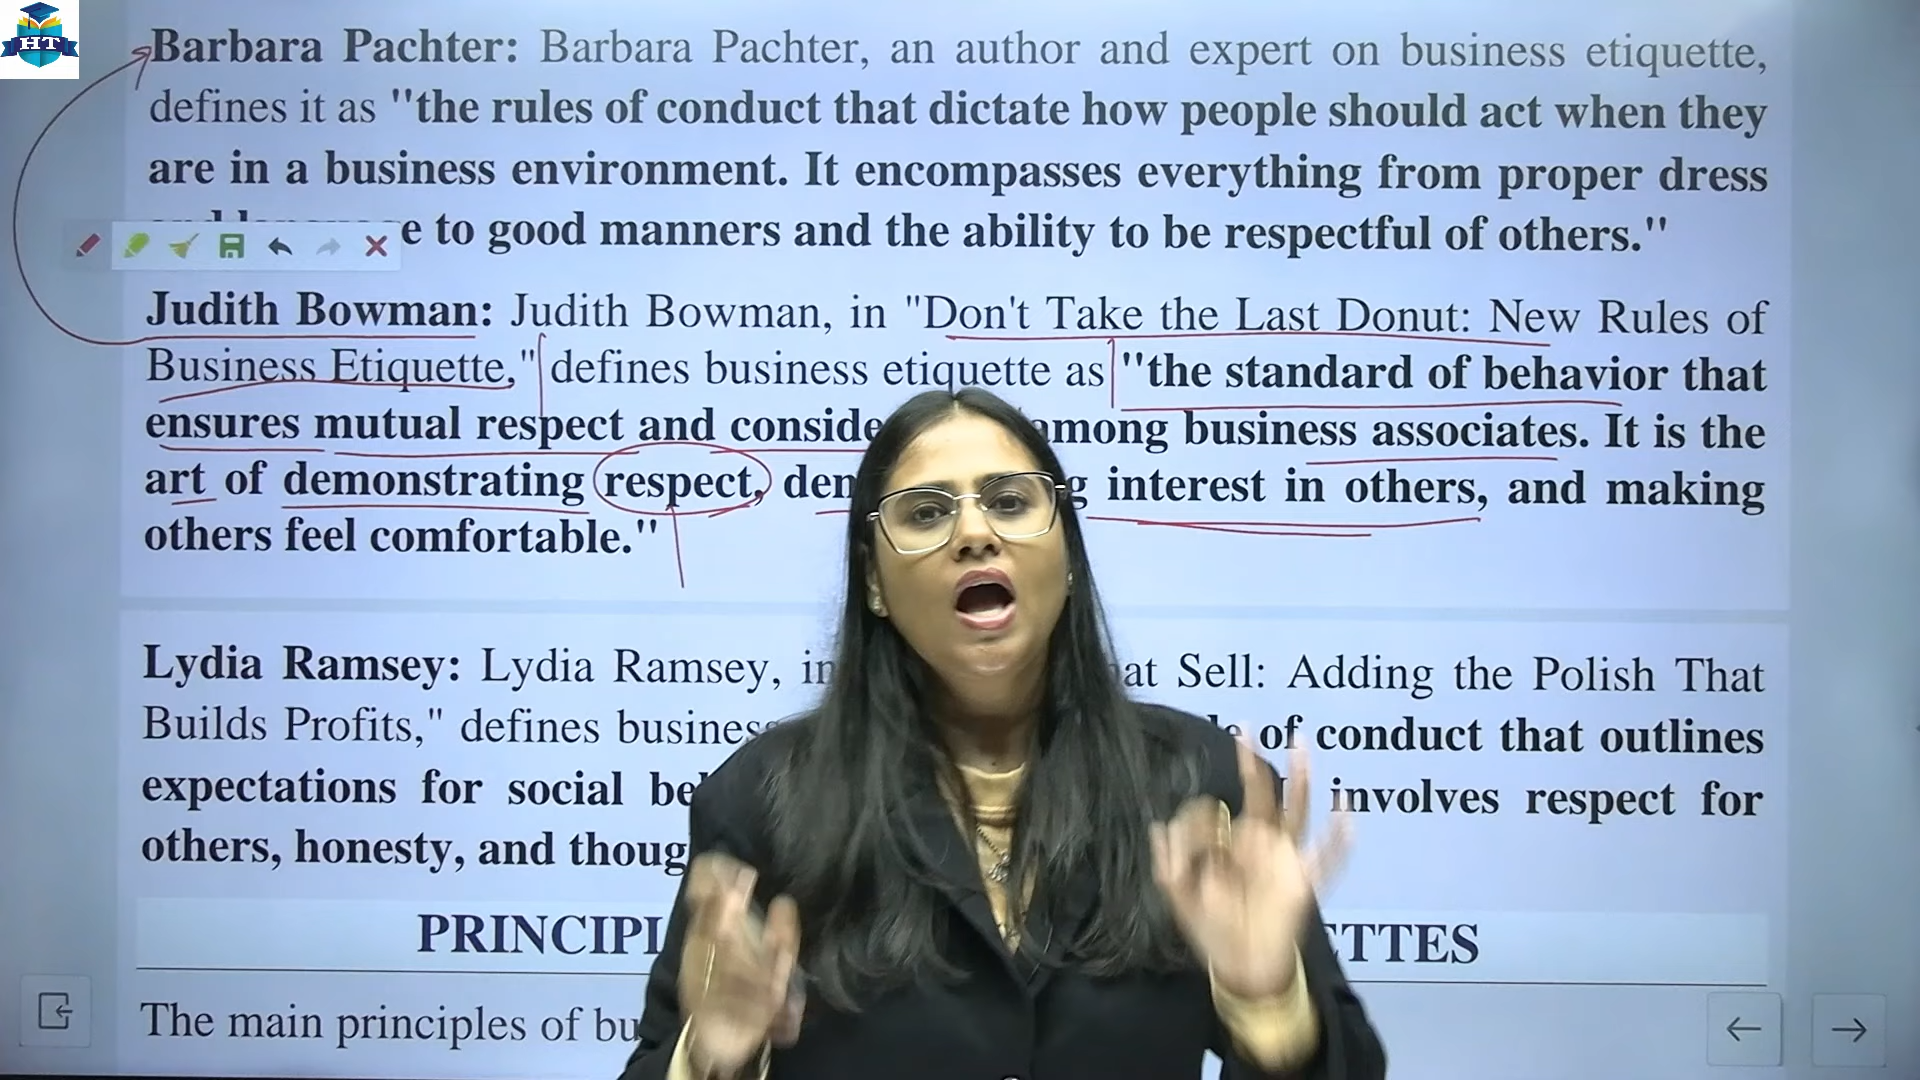 HT
Barbara Pachter: Barbara Pachter, an author and expert on business etiquette,
defines it as "the rules of conduct that dictate how people should act when they
are in a business environment. It encompasses everything from proper dress
e to good manners and the ability to be respectful of others."
Judith Bowman: Judith Bowman, in "Don't Take the Last Donut: New Rules of
Business Etiquette," defines business etiquette as "the standard of behavior that
ensures mutual respect and conside among business associates. It is the
art of demonstrating respect, den g interest in others, and making
others feel comfortable."
Lydia Ramsey: Lydia Ramsey, in at Sell: Adding the Polish That
Builds Profits," defines business of conduct that outlines
expectations for social be involves respect for
others, honesty, and thoug
PRINCIPL ETTES
The main principles of bu